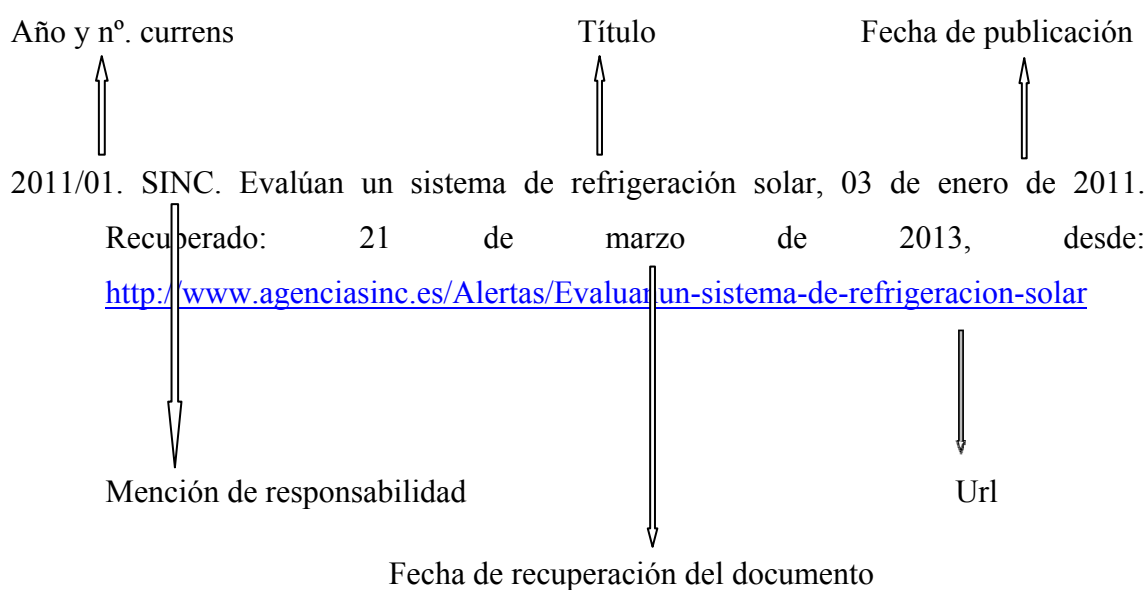 Año y nº. currens Título Fecha de publicación
2011/01. SINC. Evalúan un sistema de refrigeración solar, 03 de enero de 2011.
Recuperado: 21 de marzo de 2013, desde:
http://www.agenciasinc.es/Alertas/Evaluan-un-sistema-de-refrigeracion-solar
Mención de responsabilidad Url
Fecha de recuperación del documento